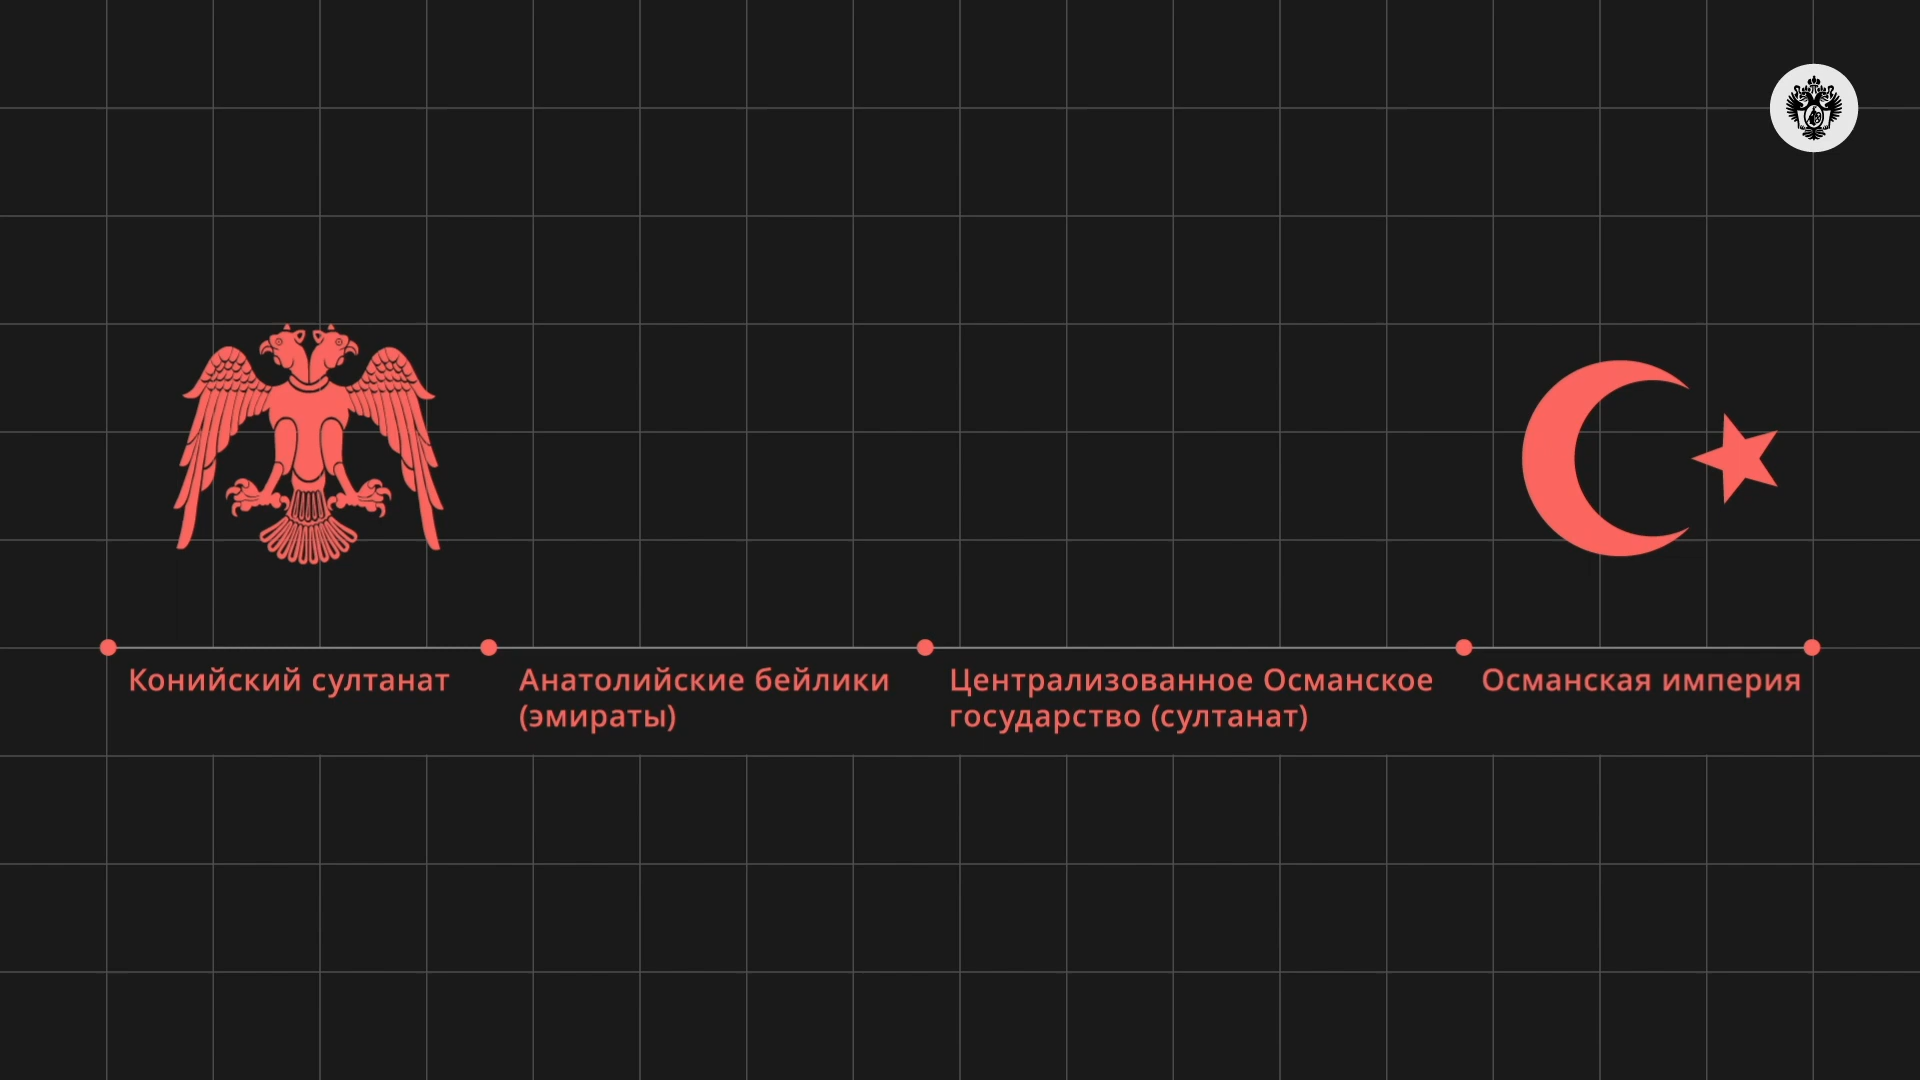 Конийский султанат
Анатолийские бейлики
(эмираты)
Централизованное Османское
государство (султанат)
Османская империя